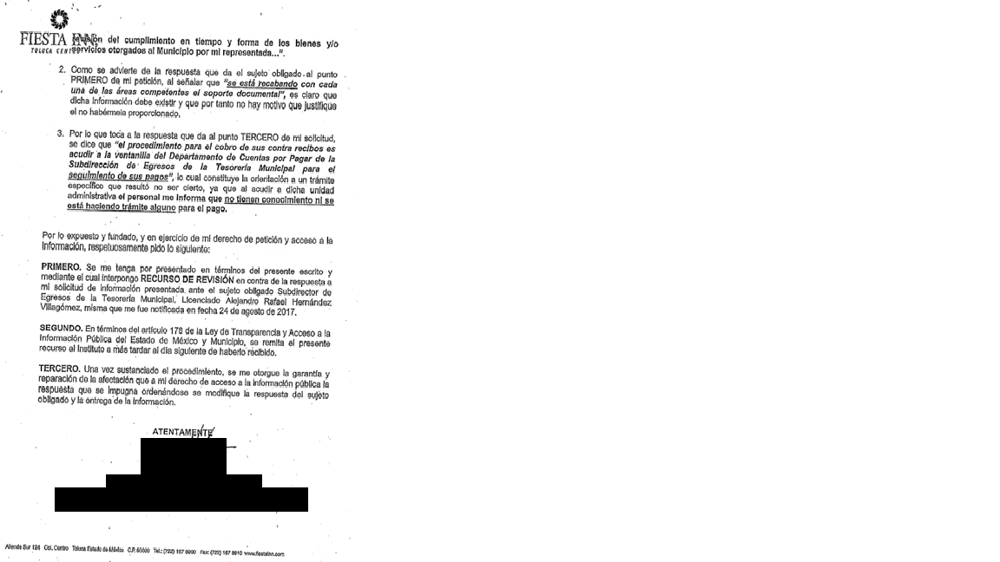 FIESTA INN
TOLUCA CENTRO
revisión del cumplimiento en tiempo y forma de los bienes y/o
servicios otorgados al Municipio por mi representada...".
2. Como se advierte de la respuesta que da el sujeto obligado al punto
PRIMERO de mi petición, al señalar que "se está recabando con cada
una de las áreas competentes el soporte documental", es claro que
dicha información debe existir y que por tanto no hay motivo que justifique
el no habérmela proporcionado.
3. Por lo que toca a la respuesta que da al punto TERCERO de mi solicitud,
se dice que "el procedimiento para el cobro de sus contra recibos es
acudir a la ventanilla del Departamento de Cuentas por Pagar de la
Subdirección de Egresos de la Tesorería Municipal para el
seguimiento de sus pagos", lo cual constituye la orientación a un trámite
específico que resultó no ser cierto, ya que al acudir a dicha unidad
administrativa el personal me informa que no tienen conocimiento ni se
está haciendo trámite alguno para el pago.
Por lo expuesto y fundado, y en ejercicio de mi derecho de petición y acceso a la
información, respetuosamente pido lo siguiente:
PRIMERO. Se me tenga por presentado en términos del presente escrito y
mediante el cual interpongo RECURSO DE REVISIÓN en contra de la respuesta a
mi solicitud de información presentada ante el sujeto obligado Subdirector de
Egresos de la Tesorería Municipal, Licenciado Alejandro Rafael Hernández
Villagómez, misma que me fue notificada en fecha 24 de agosto de 2017.
SEGUNDO. En términos del artículo 178 de la Ley de Transparencia y Acceso a la
Información Pública del Estado de México y Municipio, se remita el presente
recurso al Instituto a más tardar al día siguiente de haberlo recibido.
TERCERO. Una vez sustanciado el procedimiento, se me otorgue la garantía y
reparación de la afectación que a mi derecho de acceso a la información pública la
respuesta que se impugna ordenándose se modifique la respuesta del sujeto
obligado y la entrega de la información.
ATENTAMENTE
Allende Sur 124 Col. Centro Toluca Estado de México C.P. 50000 Tel.: (722) 167 8900 Fax: (722) 167 8910 www.fiestainn.com